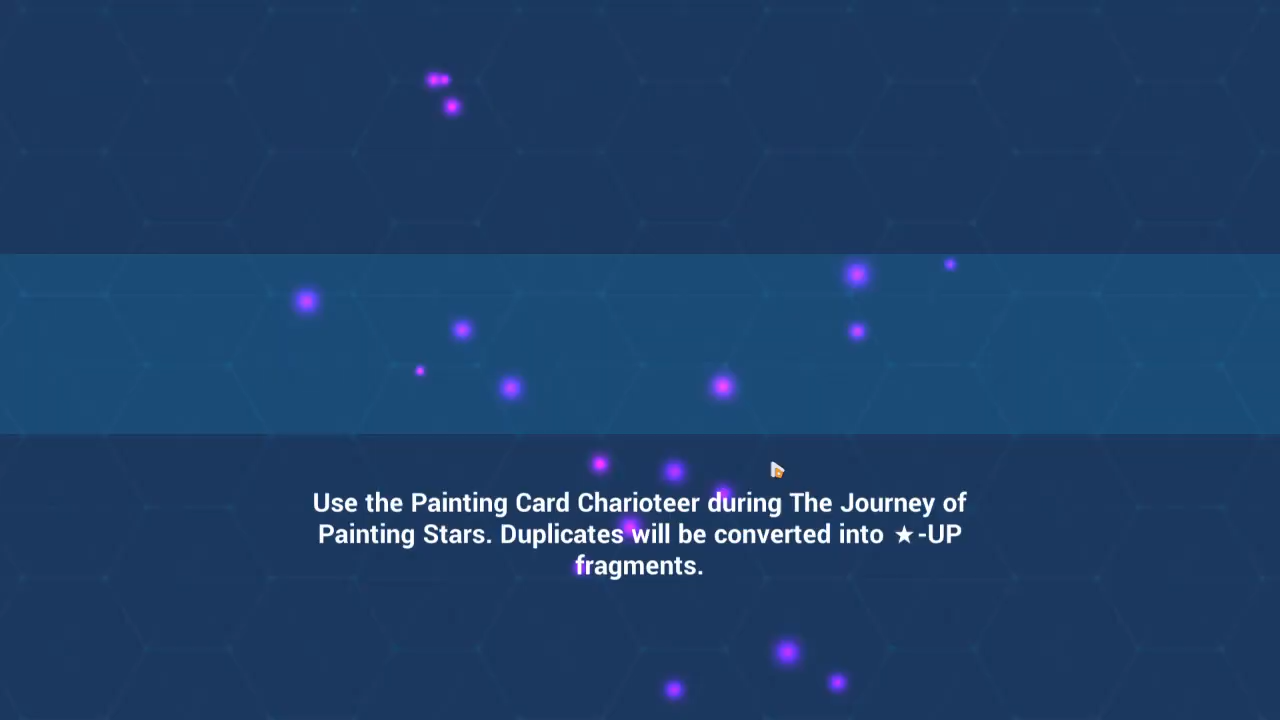 Use the Painting Card Charioteer during The Journey of
Painting Stars. Duplicates will be converted into ★-UP
fragments.